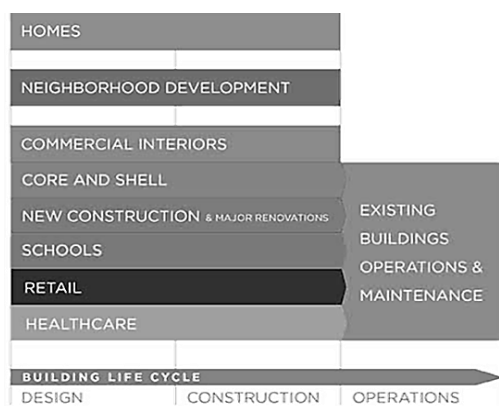 HOMES
NEIGHBORHOOD DEVELOPMENT
COMMERCIAL INTERIORS
CORE AND SHELL
NEW CONSTRUCTION & MAJOR RENOVATIONS
SCHOOLS
RETAIL
HEALTHCARE
EXISTING
BUILDINGS
OPERATIONS &
MAINTENANCE
BUILDING LIFE CYCLE
DESIGN CONSTRUCTION OPERATIONS